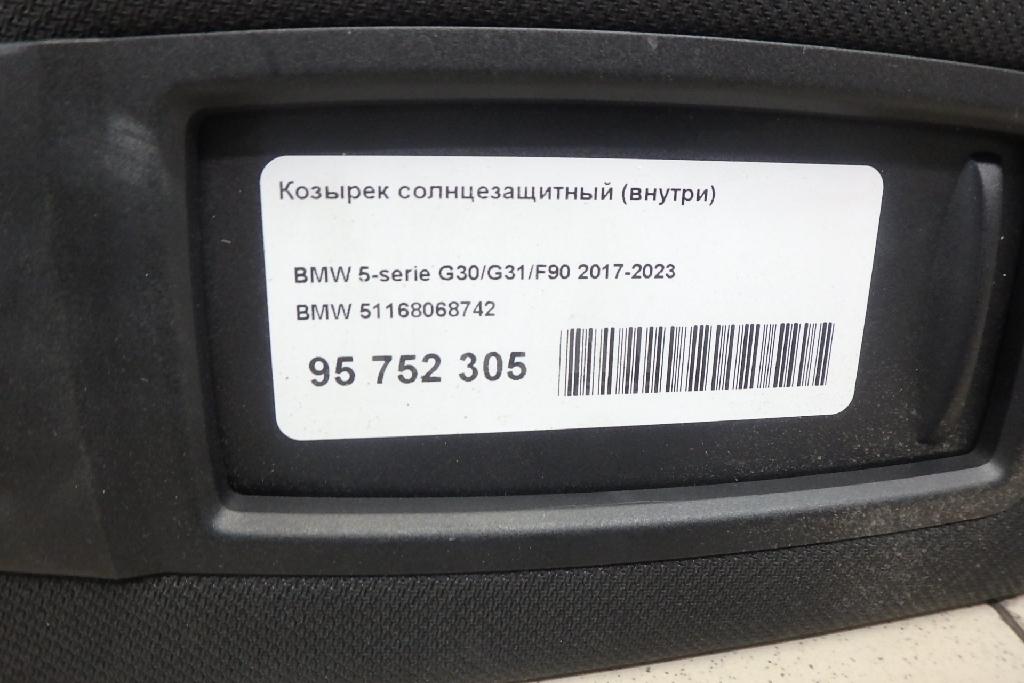 Козырек солнцезащитный (внутри)
BMW 5-serie G30/G31/F90 2017-2023
BMW 51168068742
95 752 305